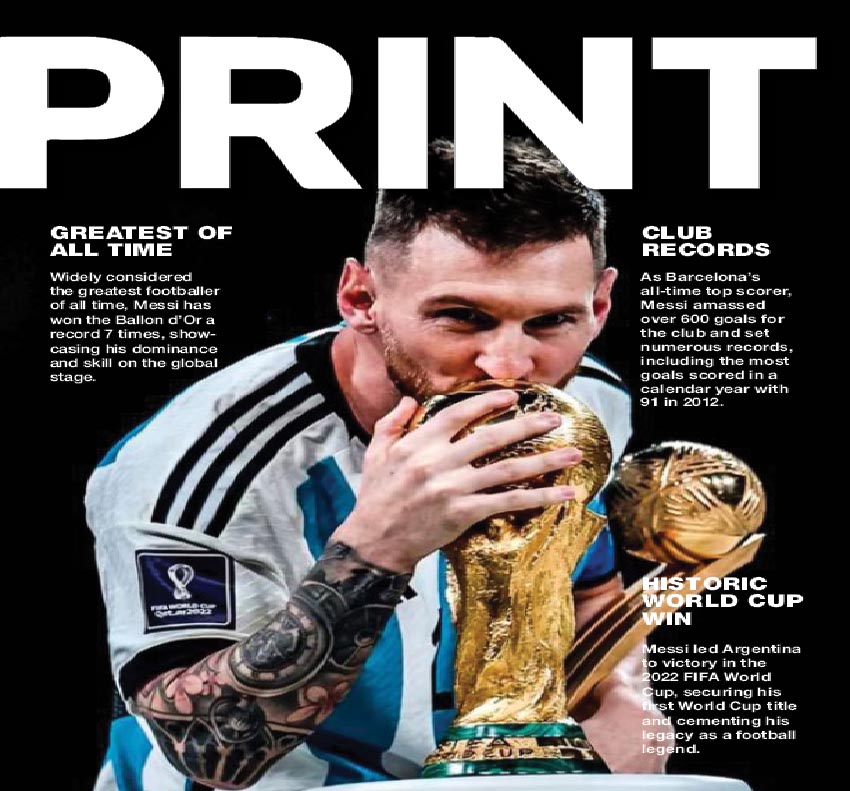 PRINT
GREATEST OF
ALL TIME
Widely considered
the greatest footballer
of all time, Messi has
won the Ballon d'Or a
record 7 times, show-
casing his dominance
and skill on the global
stage.
CLUB
RECORDS
As Barcelona's
all-time top scorer,
Messi amassed
over 600 goals for
the club and set
numerous records,
including the most
goals scored in a
calendar year with
91 in 2012.
HISTORIC
WORLD CUP
WIN
Messi led Argentina
to victory in the
2022 FIFA World
Cup, securing his
first World Cup title
and cementing his
legacy as a football
legend.
FIFA WORLD CUP
Qatar2022